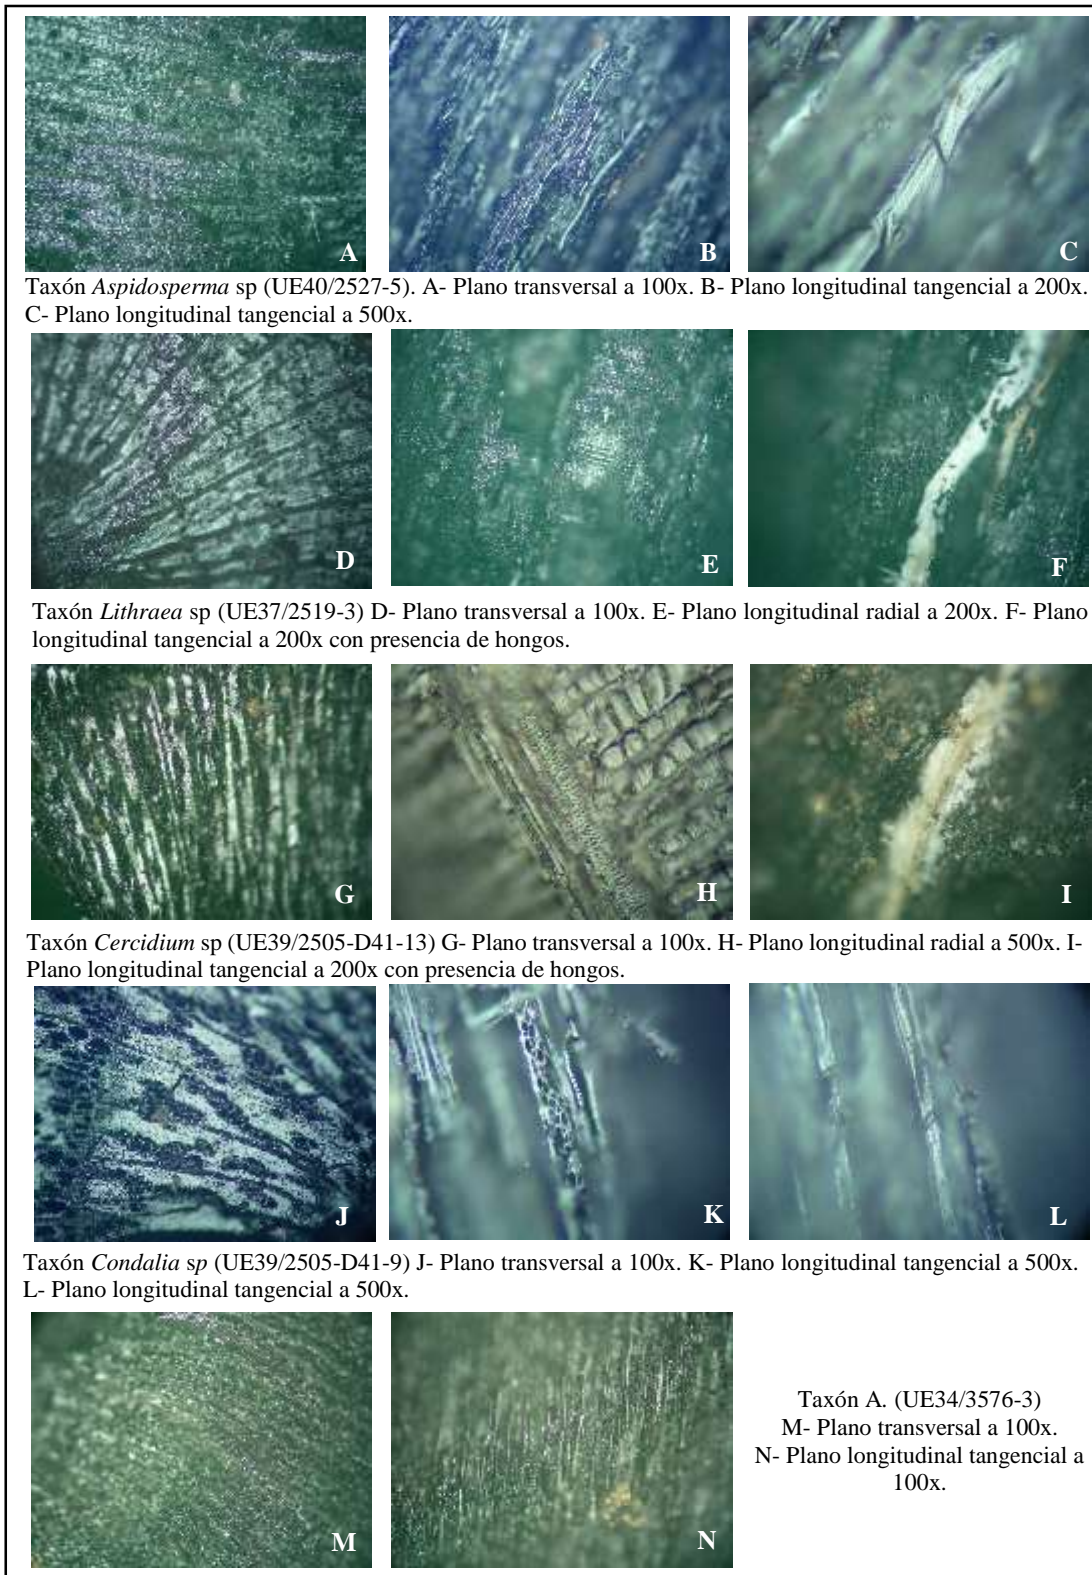 A
B
C
Taxón Aspidosperma sp (UE40/2527-5). A- Plano transversal a 100x. B- Plano longitudinal tangencial a 200x.
C- Plano longitudinal tangencial a 500x.
D
E
F
Taxón Lithraea sp (UE37/2519-3) D- Plano transversal a 100x. E- Plano longitudinal radial a 200x. F- Plano
longitudinal tangencial a 200x con presencia de hongos.
G
H
I
Taxón Cercidium sp (UE39/2505-D41-13) G- Plano transversal a 100x. H- Plano longitudinal radial a 500x. I-
Plano longitudinal tangencial a 200x con presencia de hongos.
J
K
L
Taxón Condalia sp (UE39/2505-D41-9) J- Plano transversal a 100x. K- Plano longitudinal tangencial a 500x.
L- Plano longitudinal tangencial a 500x.
M
N
Taxón A. (UE34/3576-3)
M- Plano transversal a 100x.
N- Plano longitudinal tangencial a
100x.